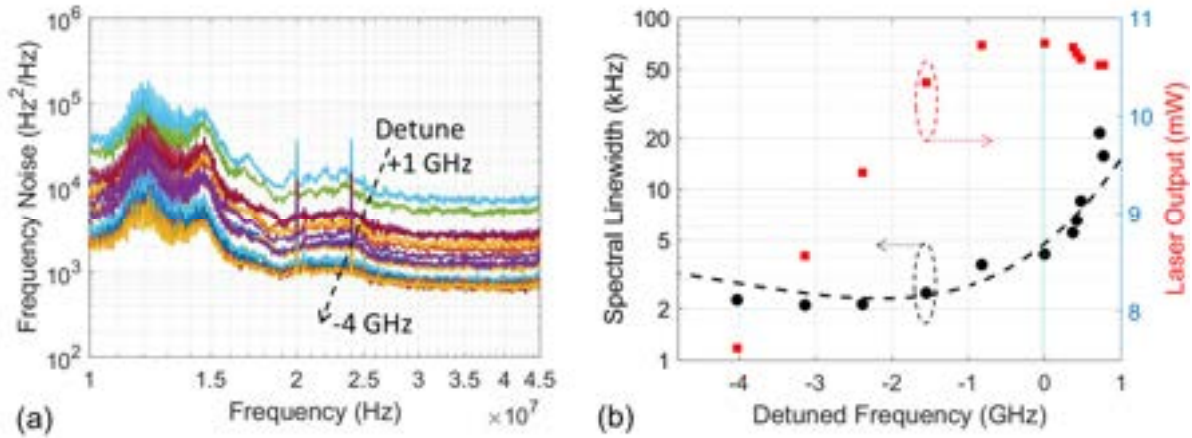 10^6
10^5
10^4
10^3
10^2
Frequency Noise (Hz^2/Hz)
Detune
+1 GHz
-4 GHz
1 1.5 2 2.5 3 3.5 4 4.5
×10^7
Frequency (Hz)
(a)
100
50
20
10
5
2
1
Spectral Linewidth (kHz)
11
10
9
8
Laser Output (mW)
-4 -3 -2 -1 0 1
Detuned Frequency (GHz)
(b)